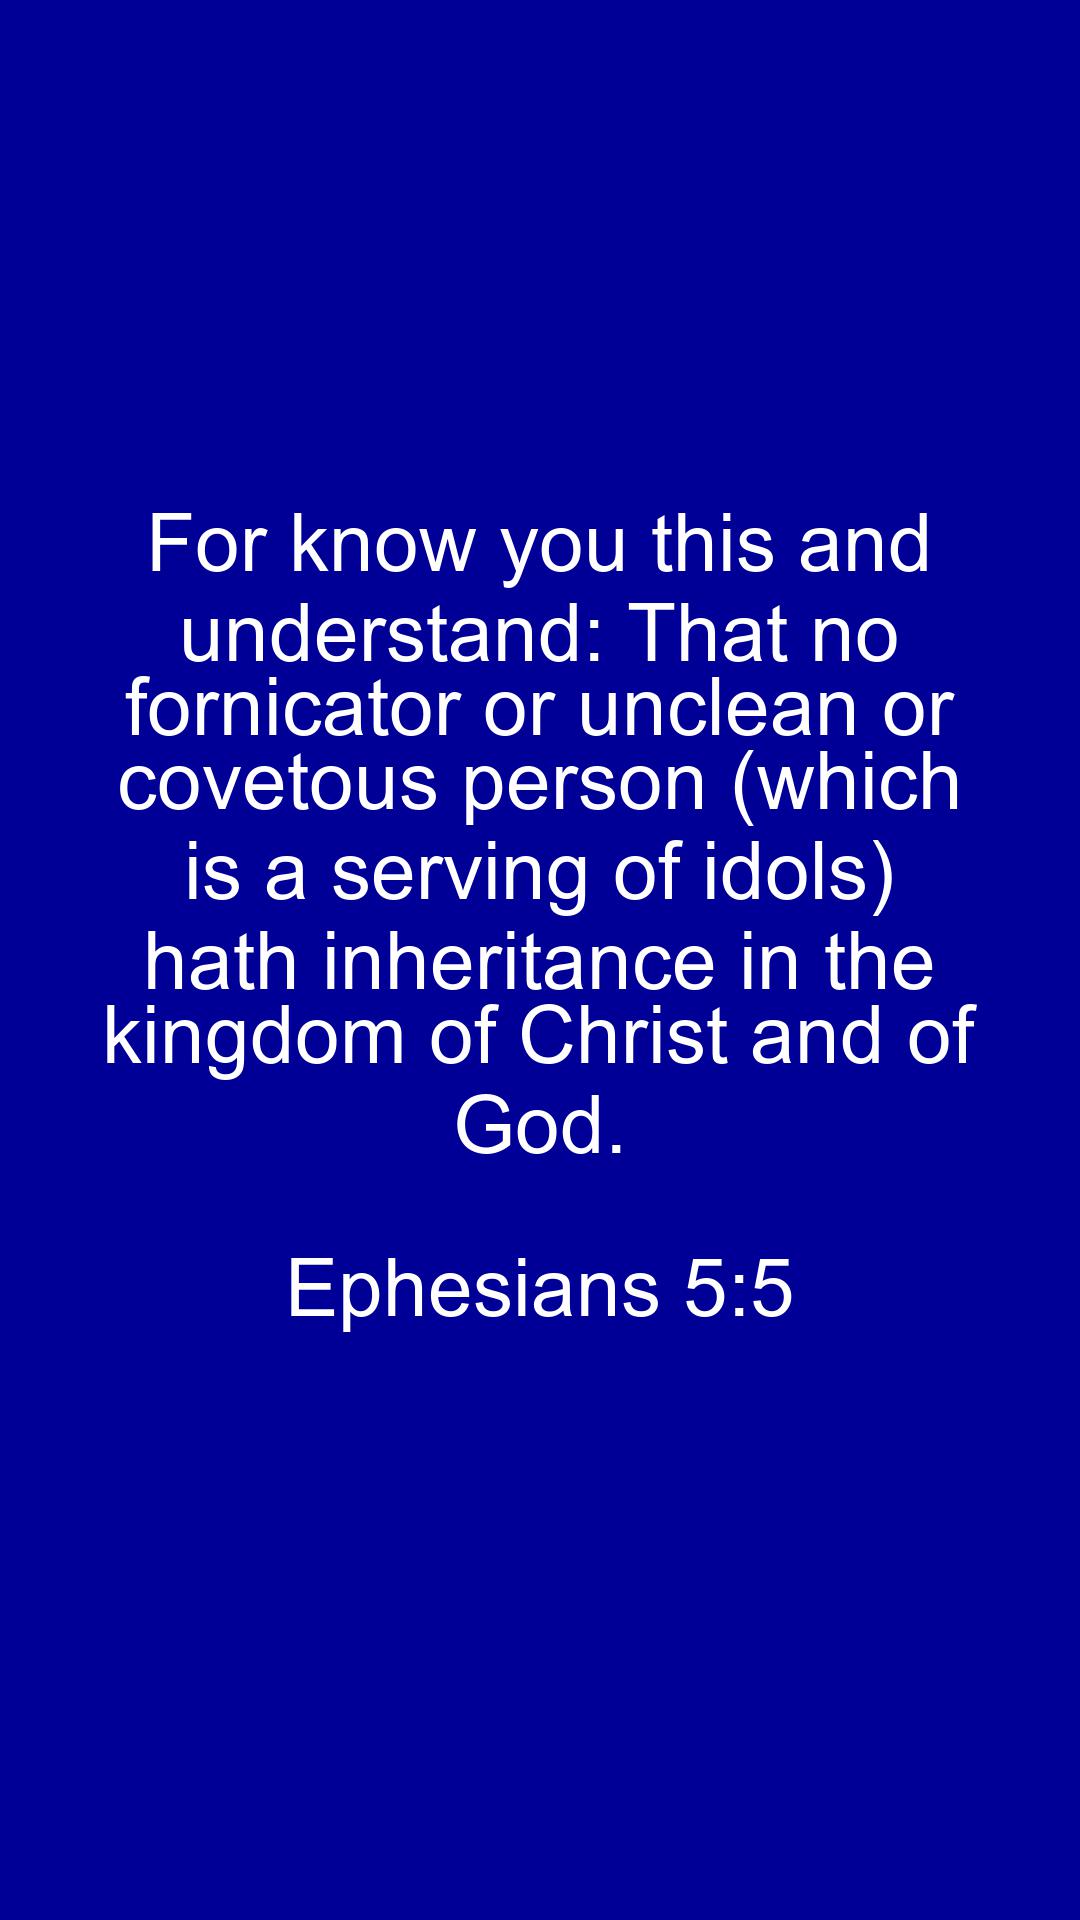 For know you this and
understand: That no
fornicator or unclean or
covetous person (which
is a serving of idols)
hath inheritance in the
kingdom of Christ and of
God.
Ephesians 5:5